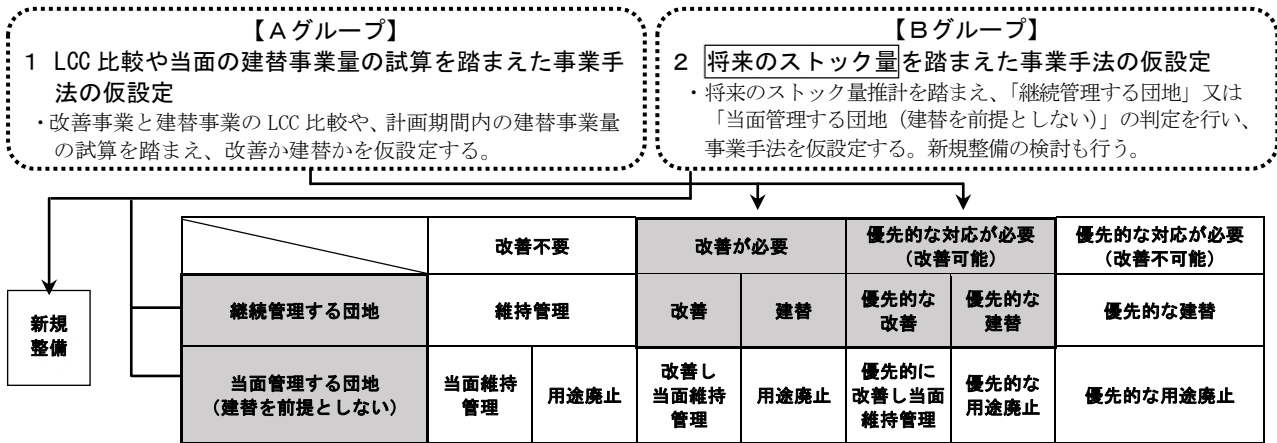 【Aグループ】
1 LCC比較や当面の建替事業量の試算を踏まえた事業手
法の仮設定
・改善事業と建替事業のLCC比較や、計画期間内の建替事業量
の試算を踏まえ、改善か建替かを仮設定する。
【Bグループ】
2 将来のストック量を踏まえた事業手法の仮設定
・将来のストック量推計を踏まえ、「継続管理する団地」又は
「当面管理する団地（建替を前提としない）」の判定を行い、
事業手法を仮設定する。新規整備の検討も行う。
新規
整備
改善不要
改善が必要
優先的な対応が必要
（改善可能）
優先的な対応が必要
（改善不可能）
継続管理する団地
維持管理
改善
建替
優先的な
改善
優先的な
建替
優先的な建替
当面管理する団地
（建替を前提としない）
当面維持
管理
用途廃止
改善し
当面維持
管理
用途廃止
優先的に
改善し当面
維持管理
優先的な
用途廃止
優先的な用途廃止